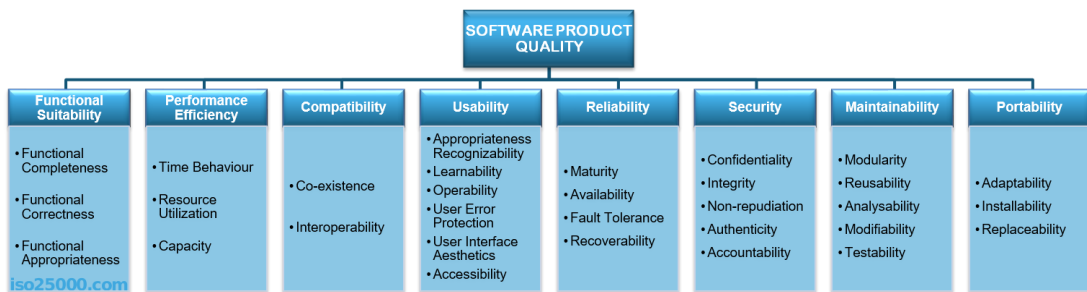 SOFTWARE PRODUCT
QUALITY
Functional
Suitability
• Functional
Completeness
• Functional
Correctness
• Functional
Appropriateness
Performance
Efficiency
• Time Behaviour
• Resource
Utilization
• Capacity
Compatibility
• Co-existence
• Interoperability
Usability
• Appropriateness
Recognizability
• Learnability
• Operability
• User Error
Protection
• User Interface
Aesthetics
• Accessibility
Reliability
• Maturity
• Availability
• Fault Tolerance
• Recoverability
Security
• Confidentiality
• Integrity
• Non-repudiation
• Authenticity
• Accountability
Maintainability
• Modularity
• Reusability
• Analysability
• Modifiability
• Testability
Portability
• Adaptability
• Installability
• Replaceability
iso25000.com